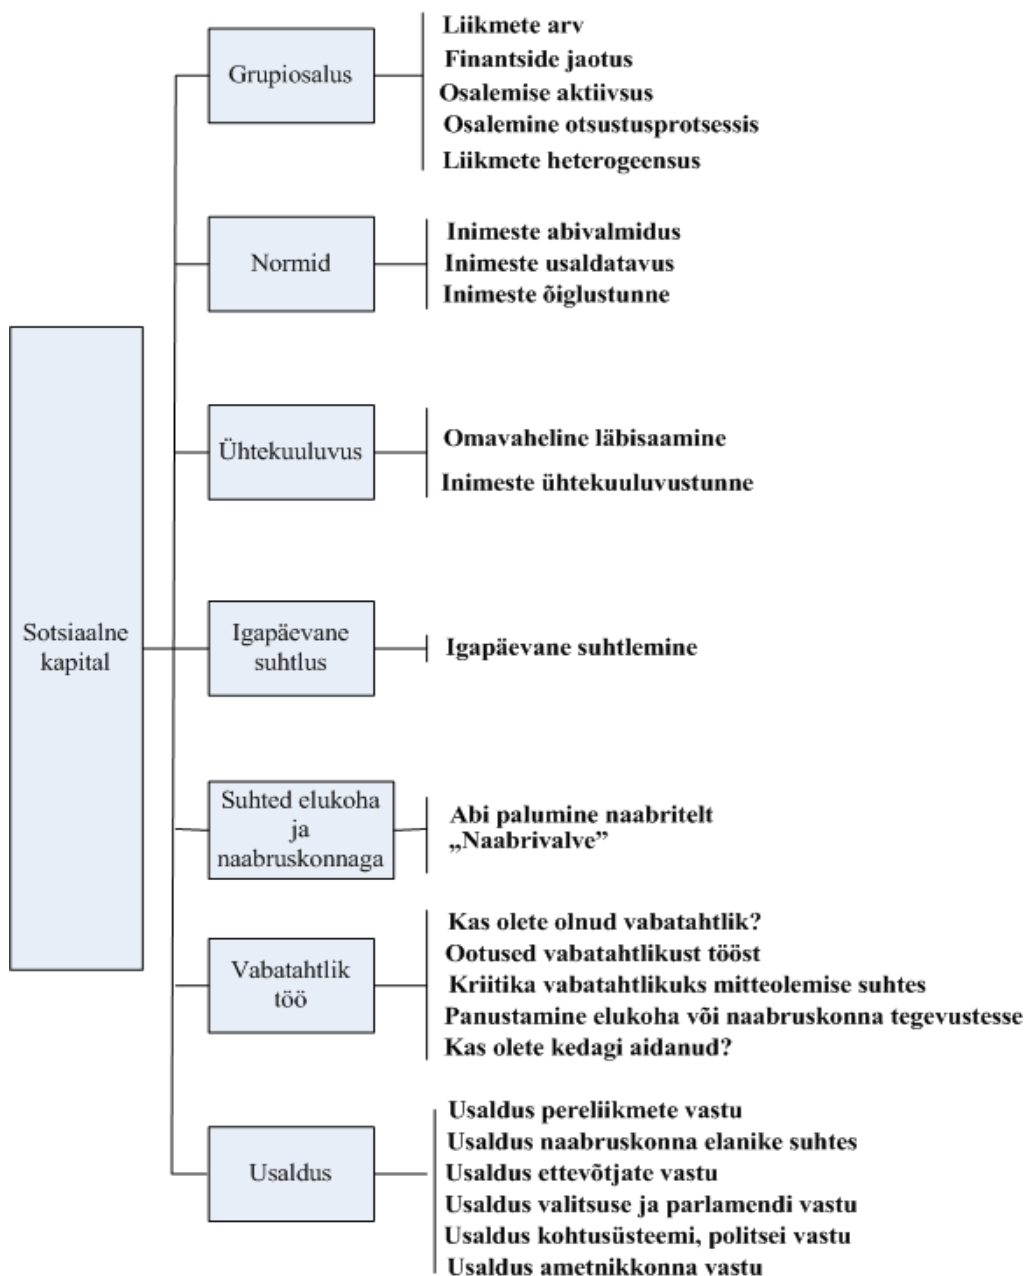 Sotsiaalne
kapital
Grupiosalus
Liikmete arv
Finantside jaotus
Osalemise aktiivsus
Osalemine otsustusprotsessis
Liikmete heterogeensus
Normid
Inimeste abivalmidus
Inimeste usaldatavus
Inimeste õiglustunne
Ühtekuuluvus
Omavaheline läbisaamine
Inimeste ühtekuuluvustunne
Igapäevane
suhtlus
Igapäevane suhtlemine
Suhted elukoha
ja
naabruskonnaga
Abi palumine naabritelt
„Naabrivalve”
Vabatahtlik
töö
Kas olete olnud vabatahtlik?
Ootused vabatahtlikust tööst
Kriitika vabatahtlikuks mitteolemise suhtes
Panustamine elukoha või naabruskonna tegevustesse
Kas olete kedagi aidanud?
Usaldus
Usaldus pereliikmete vastu
Usaldus naabruskonna elanike suhtes
Usaldus ettevõtjate vastu
Usaldus valitsuse ja parlamendi vastu
Usaldus kohtusüsteemi, politsei vastu
Usaldus ametnikkonna vastu